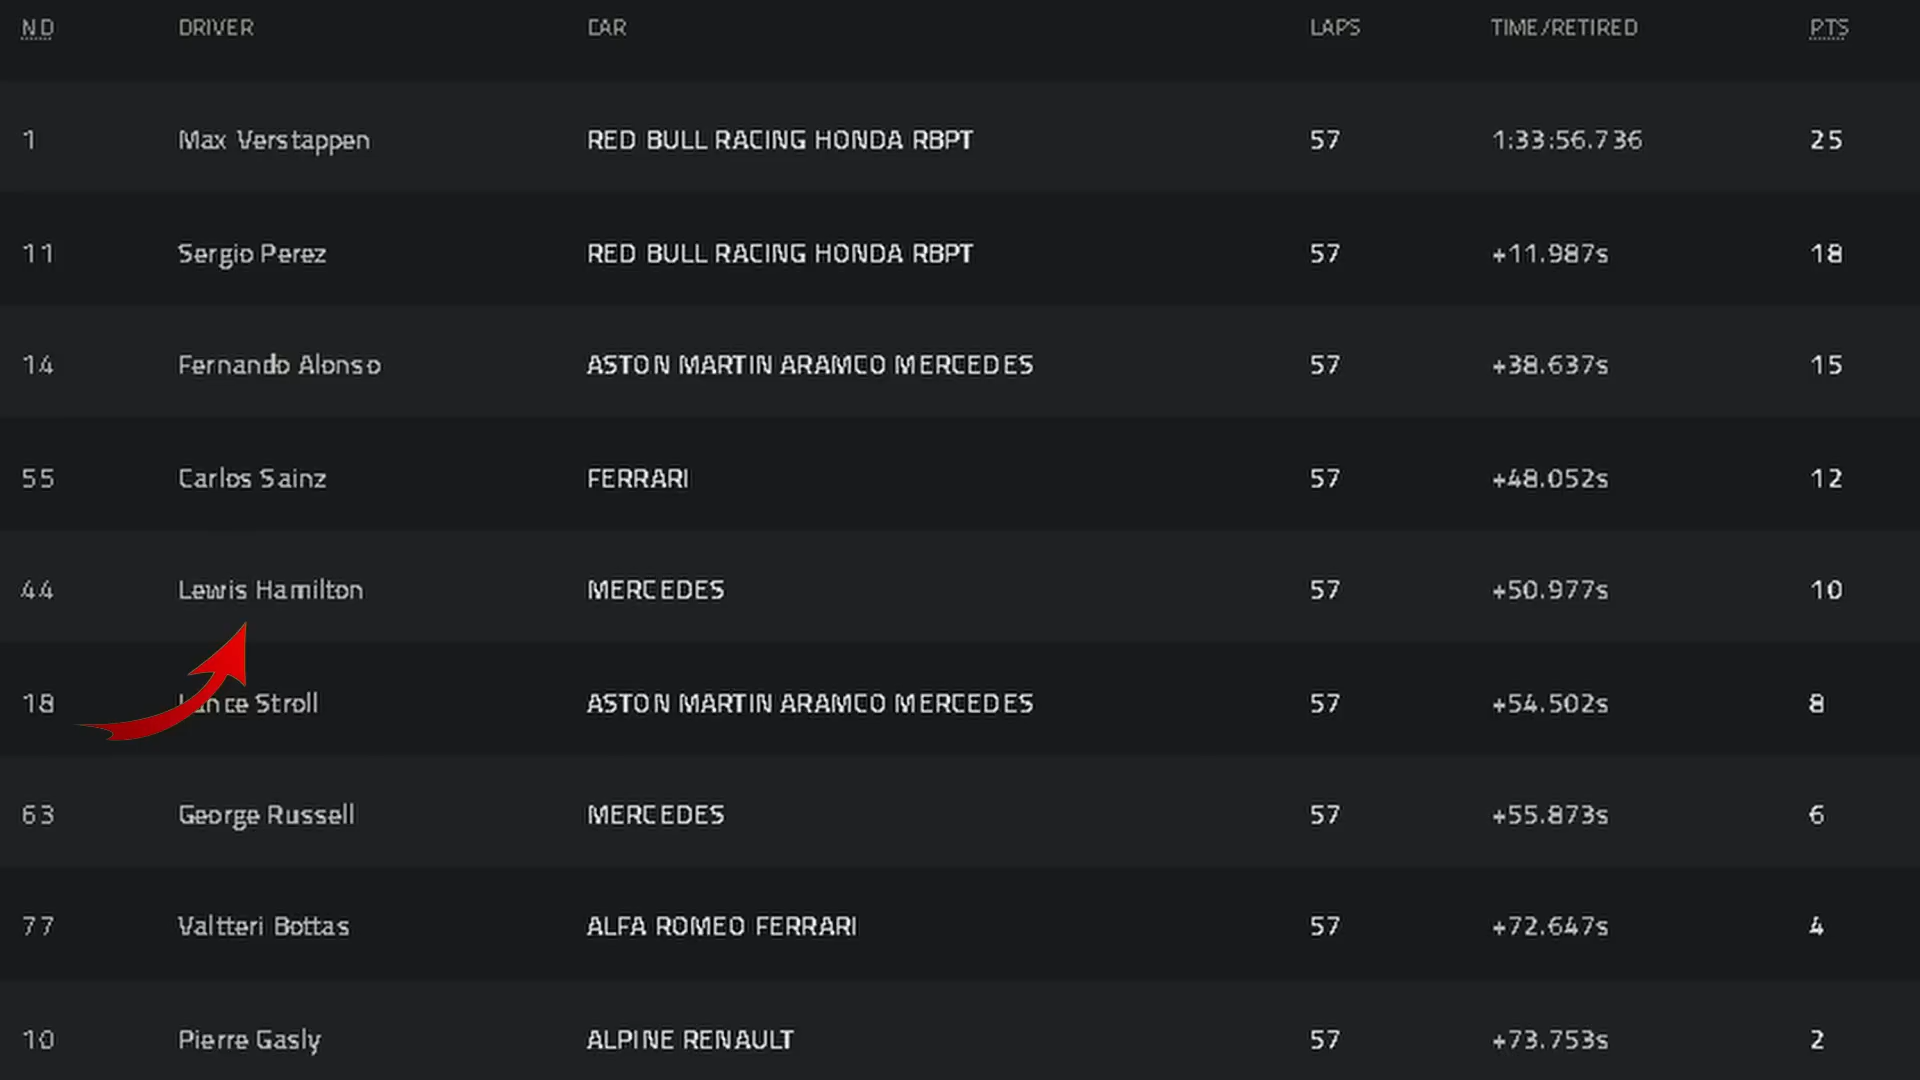 NO DRIVER CAR LAPS TIME/RETIRED PTS
1 Max Verstappen RED BULL RACING HONDA RBPT 57 1:33:56.736 25
11 Sergio Perez RED BULL RACING HONDA RBPT 57 +11.987s 18
14 Fernando Alonso ASTON MARTIN ARAMCO MERCEDES 57 +38.637s 15
55 Carlos Sainz FERRARI 57 +48.052s 12
44 Lewis Hamilton MERCEDES 57 +50.977s 10
18 Lance Stroll ASTON MARTIN ARAMCO MERCEDES 57 +54.502s 8
63 George Russell MERCEDES 57 +55.873s 6
77 Valtteri Bottas ALFA ROMEO FERRARI 57 +72.647s 4
10 Pierre Gasly ALPINE RENAULT 57 +73.753s 2